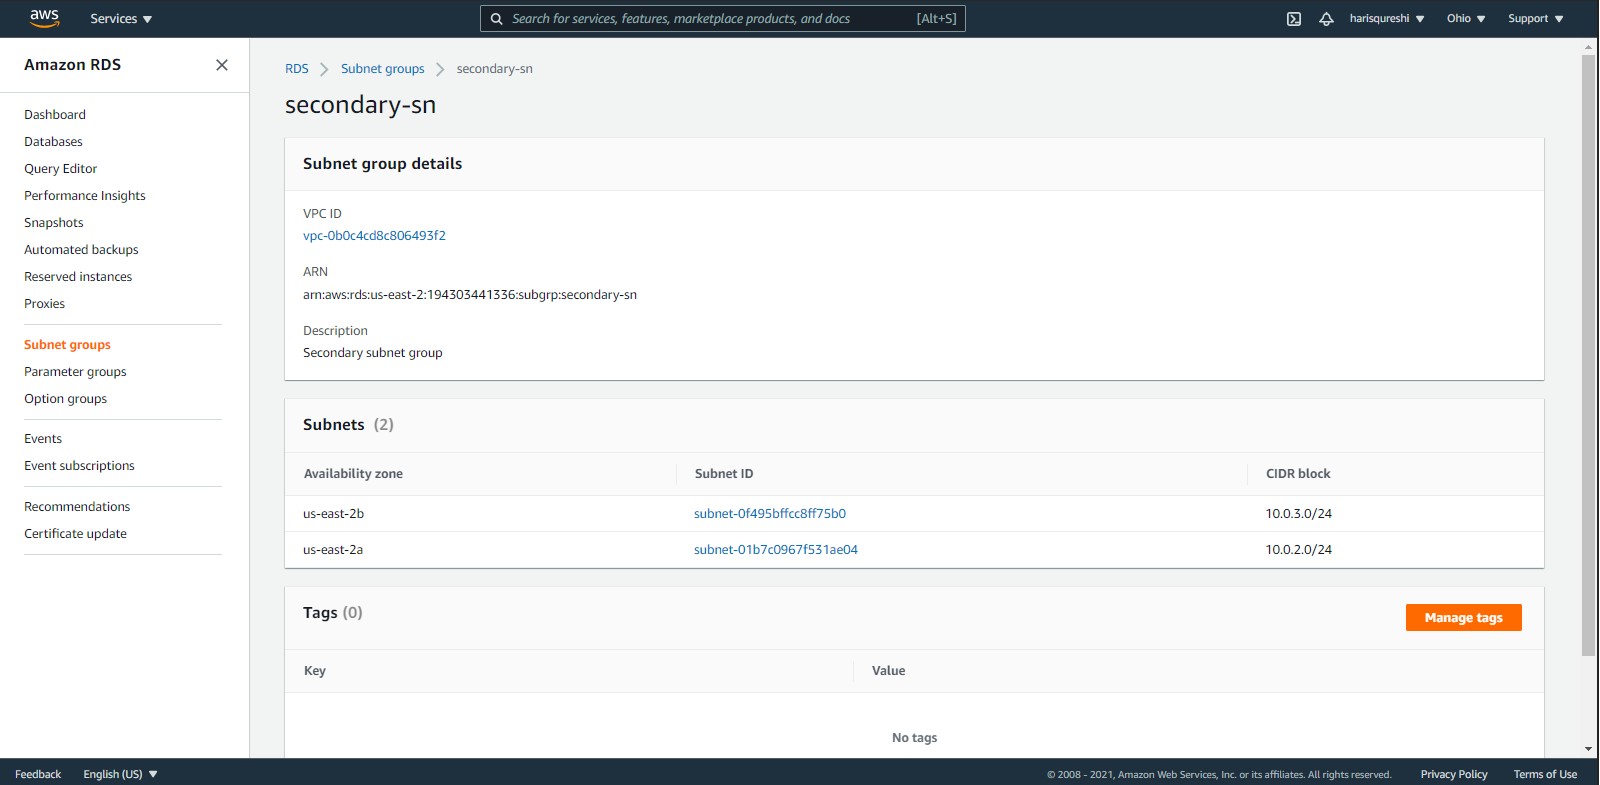 aws Services Search for services, features, marketplace products, and docs [Alt+S] harisqureshi Ohio Support
Amazon RDS
Dashboard
Databases
Query Editor
Performance Insights
Snapshots
Automated backups
Reserved instances
Proxies
Subnet groups
Parameter groups
Option groups
Events
Event subscriptions
Recommendations
Certificate update
RDS Subnet groups secondary-sn
secondary-sn
Subnet group details
VPC ID
vpc-0b0c4cd8c806493f2
ARN
arn:aws:rds:us-east-2:194303441336:subgrp:secondary-sn
Description
Secondary subnet group
Subnets (2)
Availability zone Subnet ID CIDR block
us-east-2b subnet-0f495bffcc8ff75b0 10.0.3.0/24
us-east-2a subnet-01b7c0967f531ae04 10.0.2.0/24
Tags (0) Manage tags
Key Value
No tags
Feedback English (US) © 2008 - 2021, Amazon Web Services, Inc. or its affiliates. All rights reserved. Privacy Policy Terms of Use